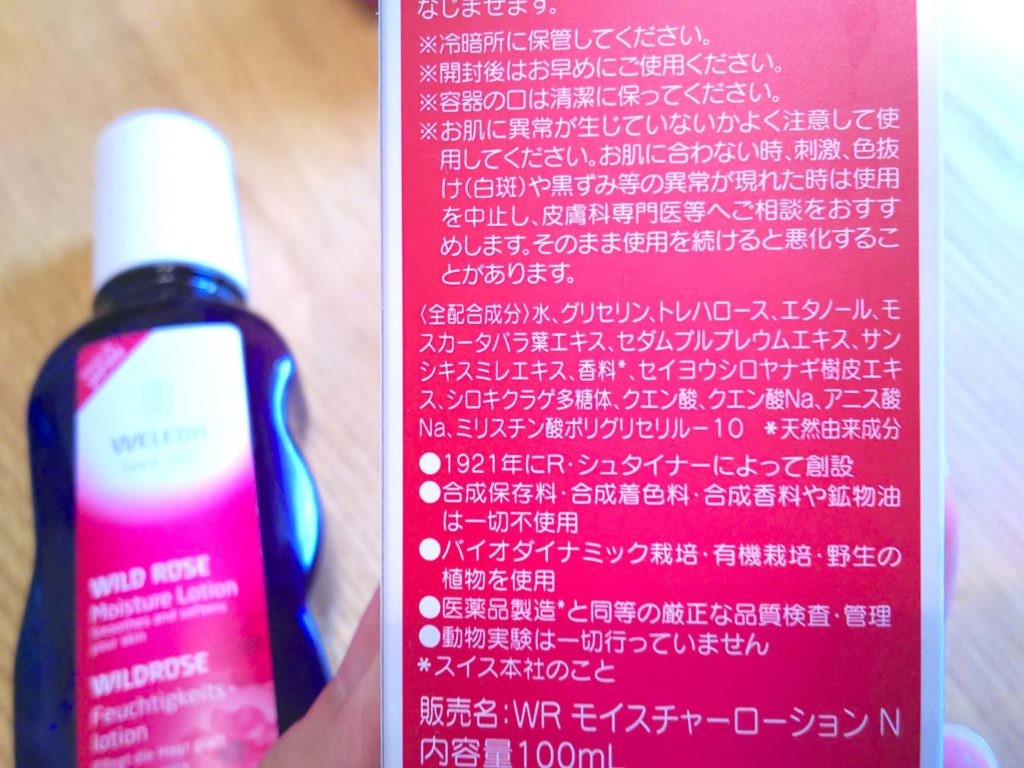 なじませます。
※冷暗所に保管してください。
※開封後はお早めにご使用ください。
※容器の口は清潔に保ってください。
※お肌に異常が生じていないかよく注意して使
用してください。お肌に合わない時、刺激、色抜
け(白斑)や黒ずみ等の異常が現れた時は使用
を中止し、皮膚科専門医等へご相談をおすす
めします。そのまま使用を続けると悪化するこ
とがあります。
〈全配合成分〉水、グリセリン、トレハロース、エタノール、モ
スカータバラ葉エキス、セダムプルプレウムエキス、サン
シキスミレエキス、香料*、セイヨウシロヤナギ樹皮エキ
ス、シロキクラゲ多糖体、クエン酸、クエン酸Na、アニス酸
Na、ミリスチン酸ポリグリセリル－10 *天然由来成分
●1921年にR・シュタイナーによって創設
●合成保存料・合成着色料・合成香料や鉱物油
は一切不使用
●バイオダイナミック栽培・有機栽培・野生の
植物を使用
●医薬品製造*と同等の厳正な品質検査・管理
●動物実験は一切行っていません
*スイス本社のこと
販売名：WR モイスチャーローション N
内容量100mL
WELEDA
Since 1921
WILD ROSE
Moisture Lotion
Smoothes and softens
your skin
WILDROSE
Feuchtigkeits-
lotion
Pflegt die Haut glatt